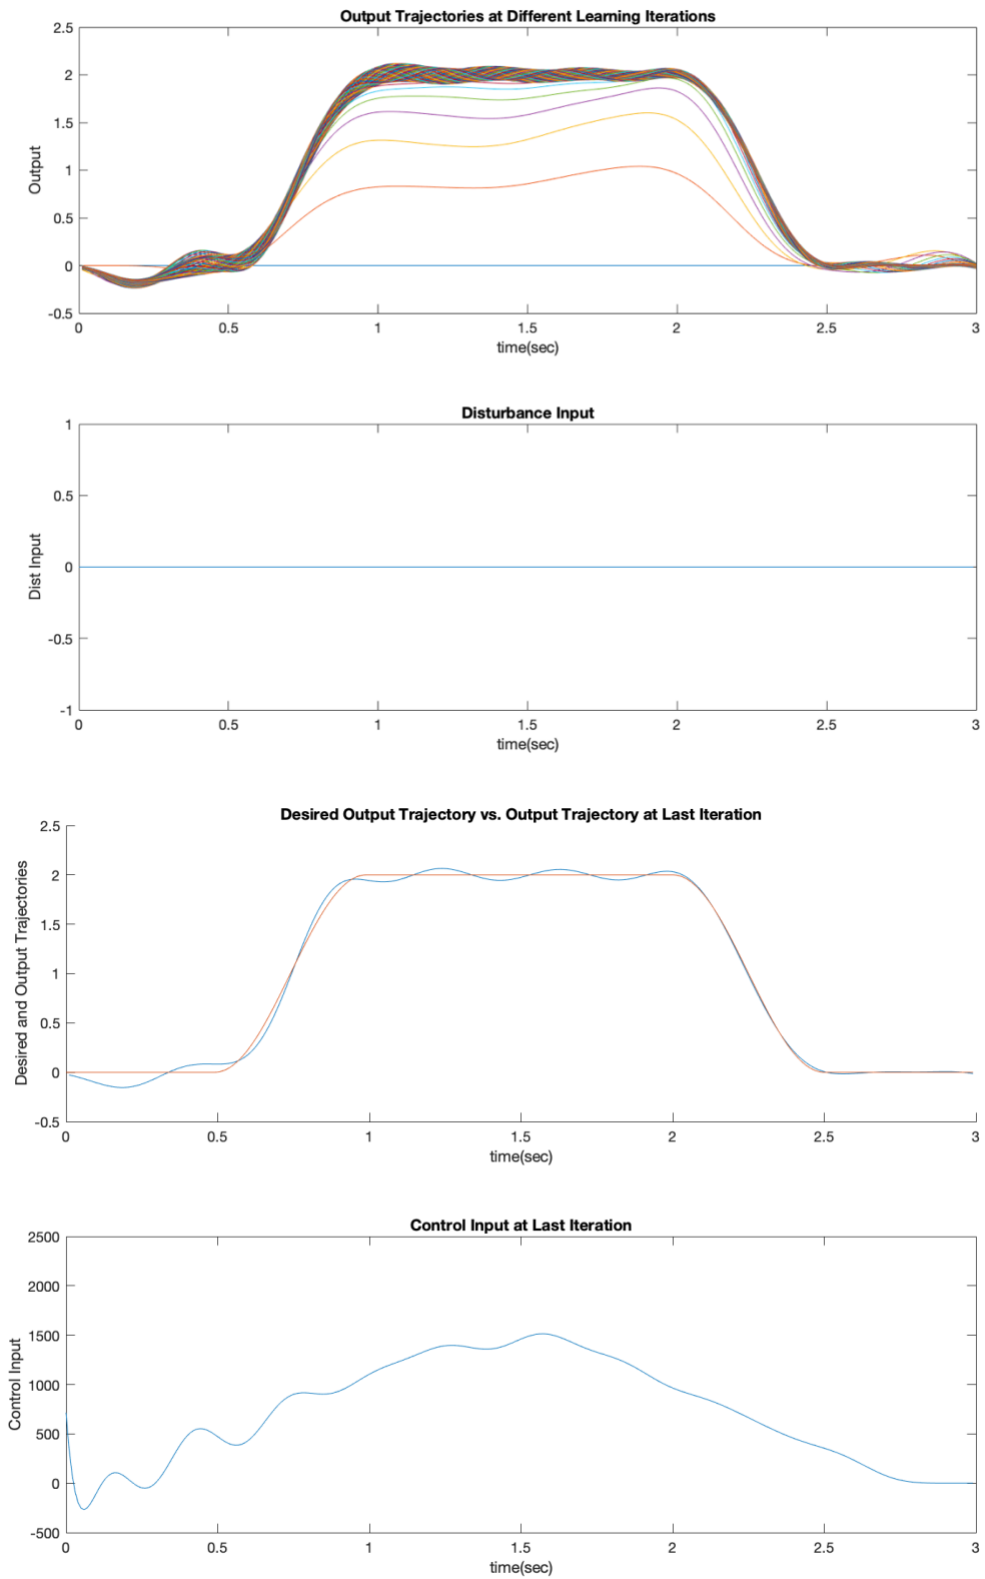 Output Trajectories at Different Learning Iterations
2.5
2
1.5
1
0.5
0
-0.5
Output
0 0.5 1 1.5 2 2.5 3
time(sec)
Disturbance Input
1
0.5
0
-0.5
-1
Dist Input
0 0.5 1 1.5 2 2.5 3
time(sec)
Desired Output Trajectory vs. Output Trajectory at Last Iteration
2.5
2
1.5
1
0.5
0
-0.5
Desired and Output Trajectories
0 0.5 1 1.5 2 2.5 3
time(sec)
Control Input at Last Iteration
2500
2000
1500
1000
500
0
-500
Control Input
0 0.5 1 1.5 2 2.5 3
time(sec)